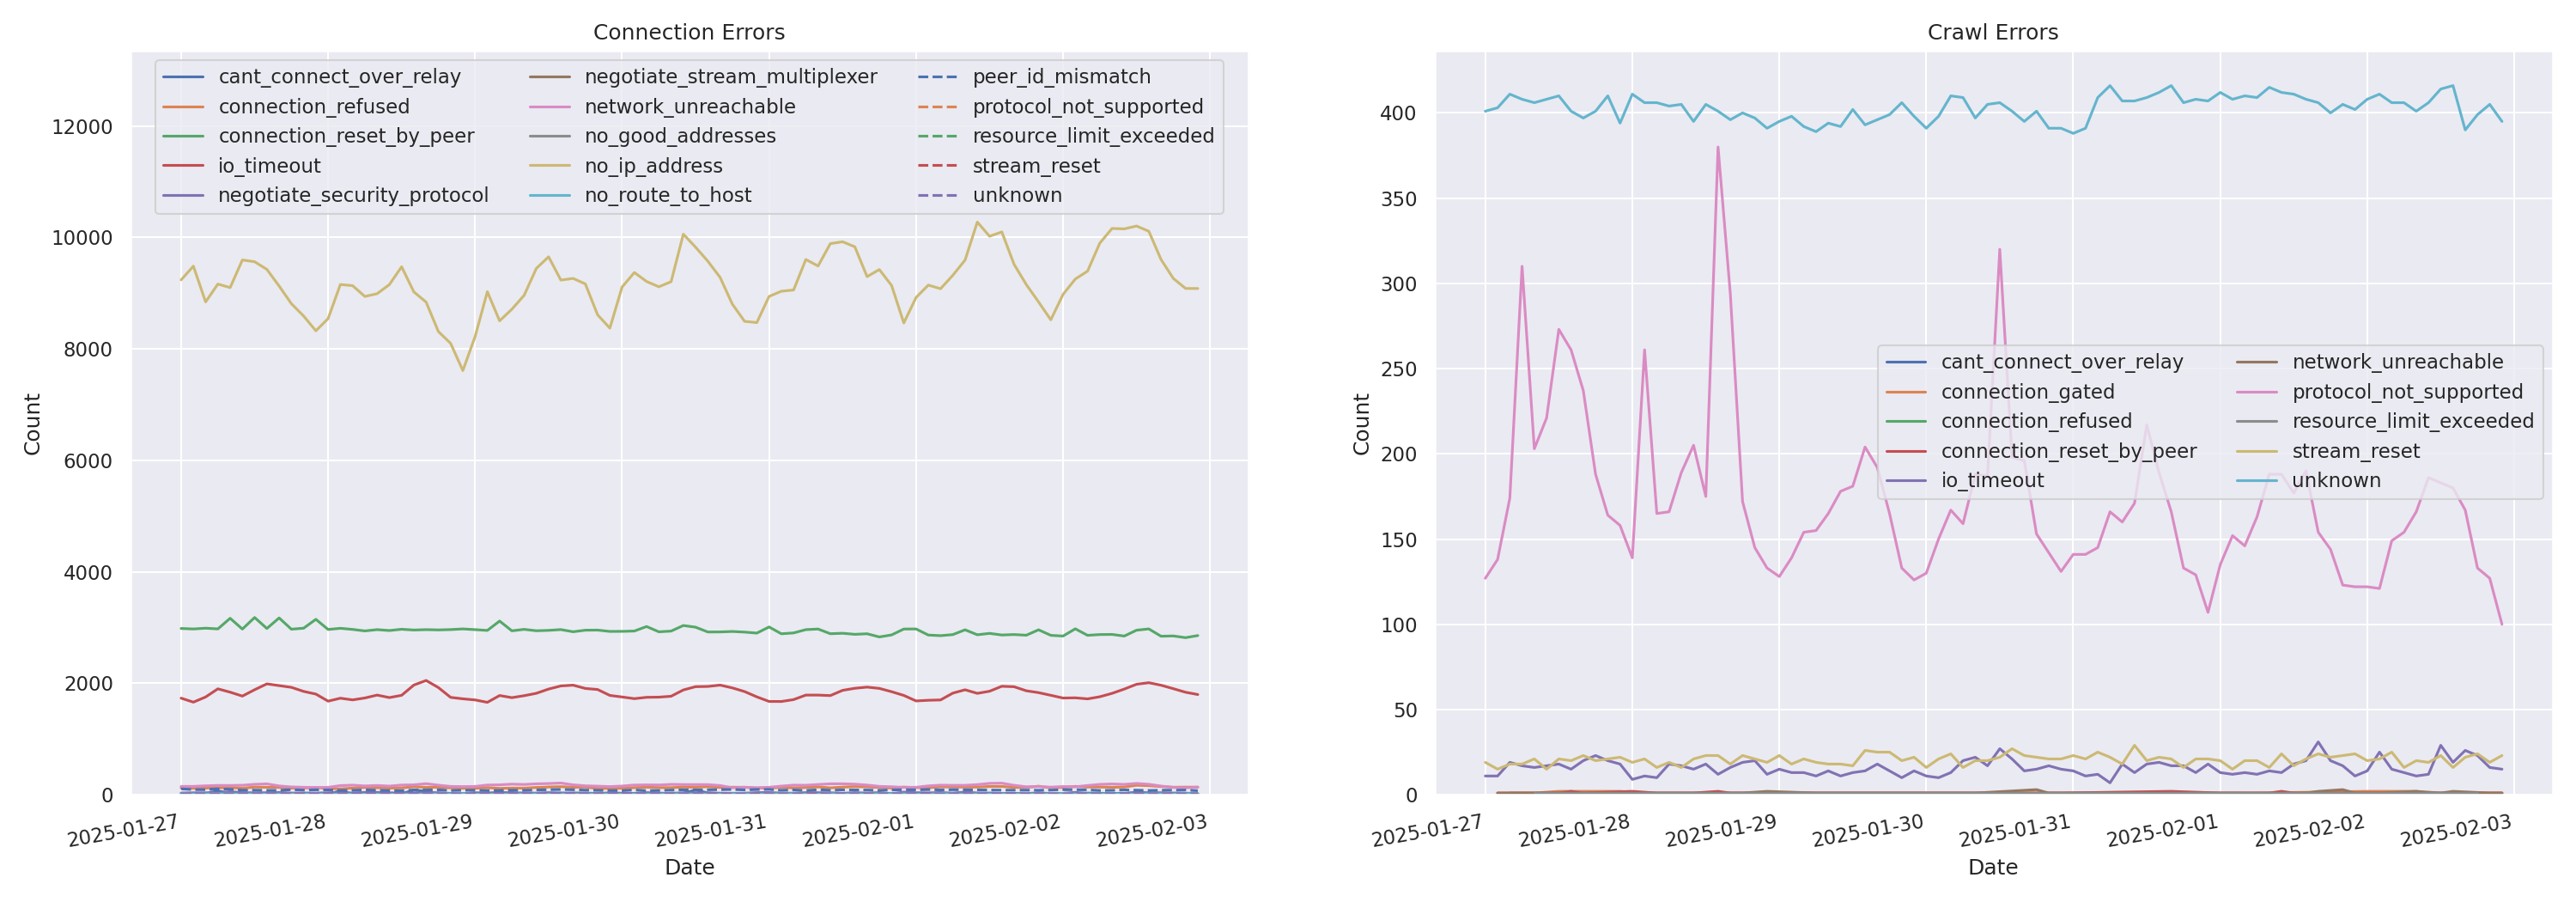 Connection Errors
cant_connect_over_relay
connection_refused
connection_reset_by_peer
io_timeout
negotiate_security_protocol
negotiate_stream_multiplexer
network_unreachable
no_good_addresses
no_ip_address
no_route_to_host
peer_id_mismatch
protocol_not_supported
resource_limit_exceeded
stream_reset
unknown
12000
10000
8000
6000
4000
2000
0
Count
2025-01-27
2025-01-28
2025-01-29
2025-01-30
2025-01-31
2025-02-01
2025-02-02
2025-02-03
Date
Crawl Errors
400
350
300
250
200
150
100
50
0
Count
cant_connect_over_relay
connection_gated
connection_refused
connection_reset_by_peer
io_timeout
network_unreachable
protocol_not_supported
resource_limit_exceeded
stream_reset
unknown
2025-01-27
2025-01-28
2025-01-29
2025-01-30
2025-01-31
2025-02-01
2025-02-02
2025-02-03
Date